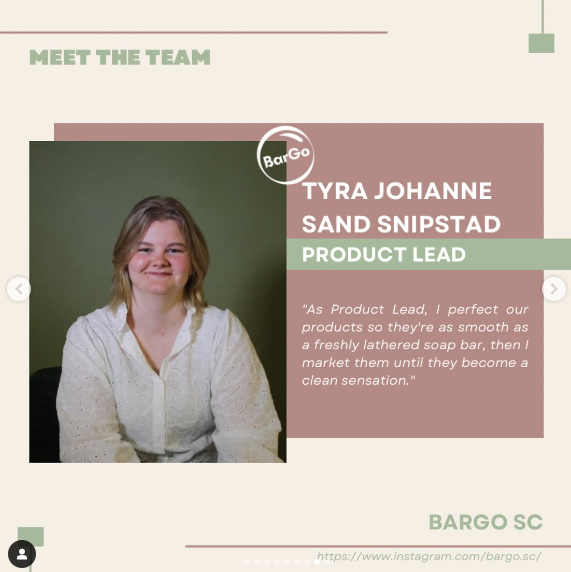 MEET THE TEAM
BarGo
TYRA JOHANNE
SAND SNIPSTAD
PRODUCT LEAD
"As Product Lead, I perfect our
products so they're as smooth as
a freshly lathered soap bar, then I
market them until they become a
clean sensation."
BARGO SC
https://www.instagram.com/bargo.sc/